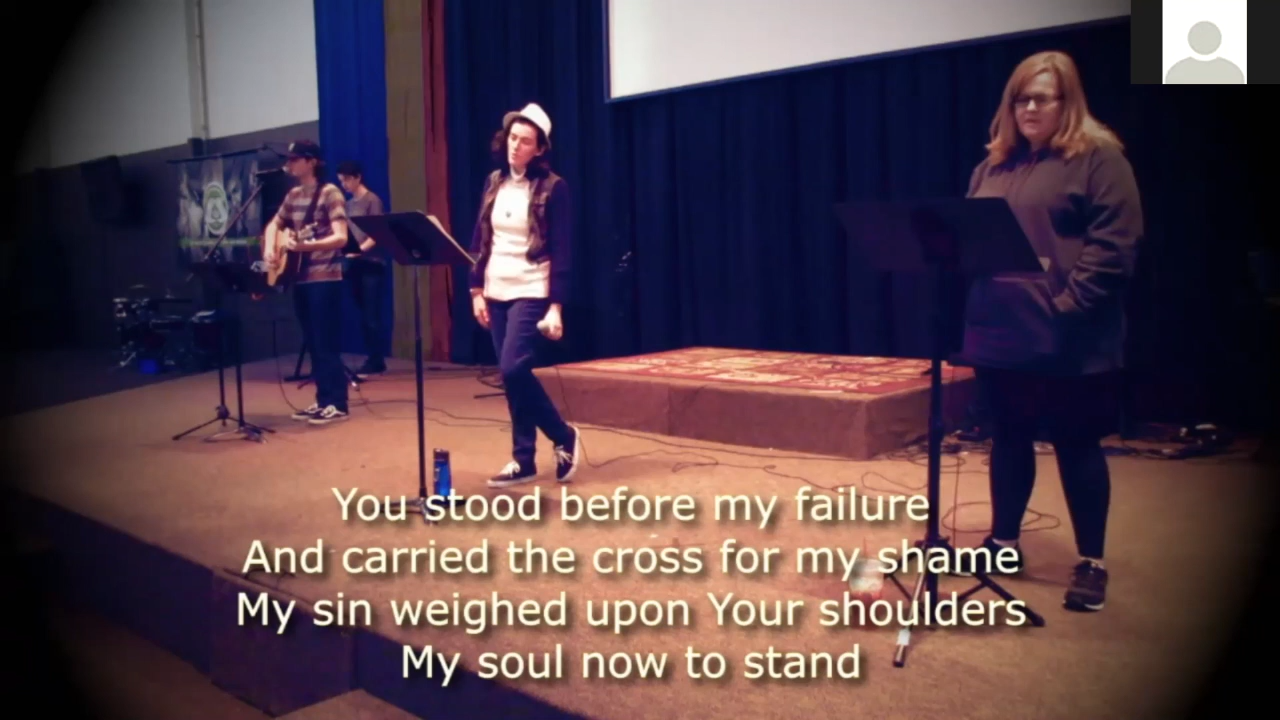 You stood before my failure
And carried the cross for my shame
My sin weighed upon Your shoulders
My soul now to stand